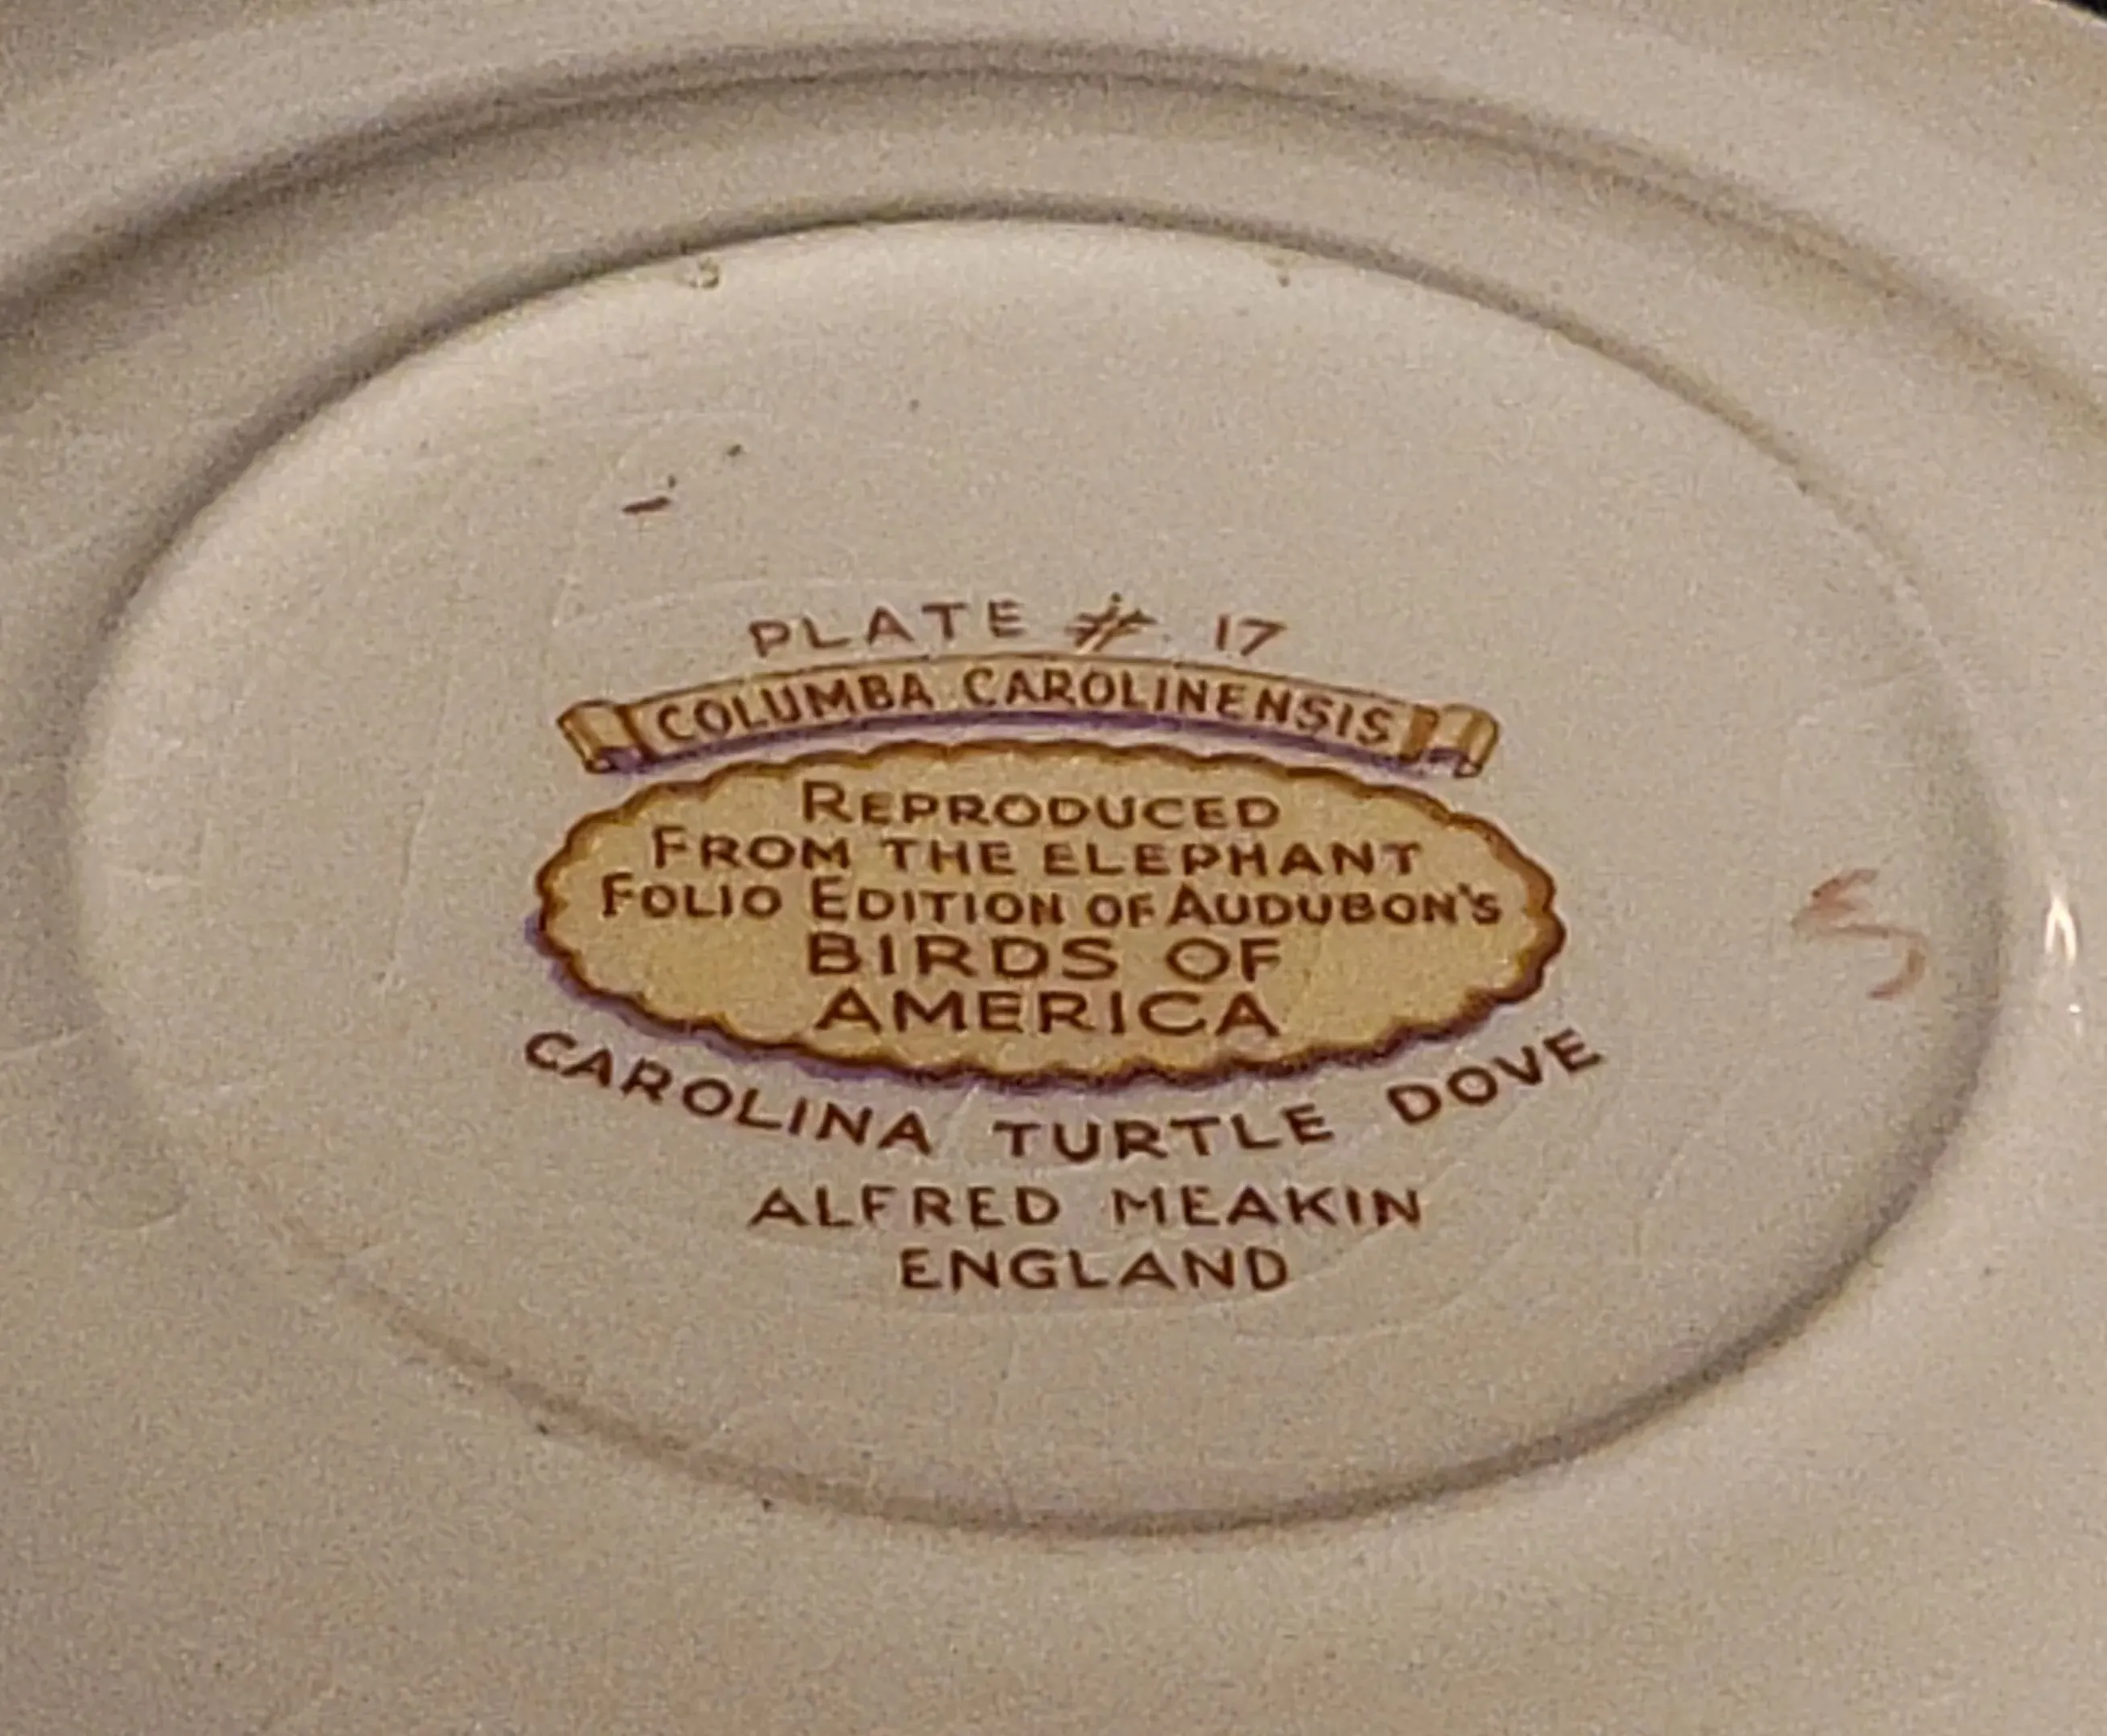 PLATE # 17
COLUMBA CAROLINENSIS
REPRODUCED
FROM THE ELEPHANT
FOLIO EDITION OF AUDUBON'S
BIRDS OF
AMERICA
CAROLINA TURTLE DOVE
ALFRED MEAKIN
ENGLAND